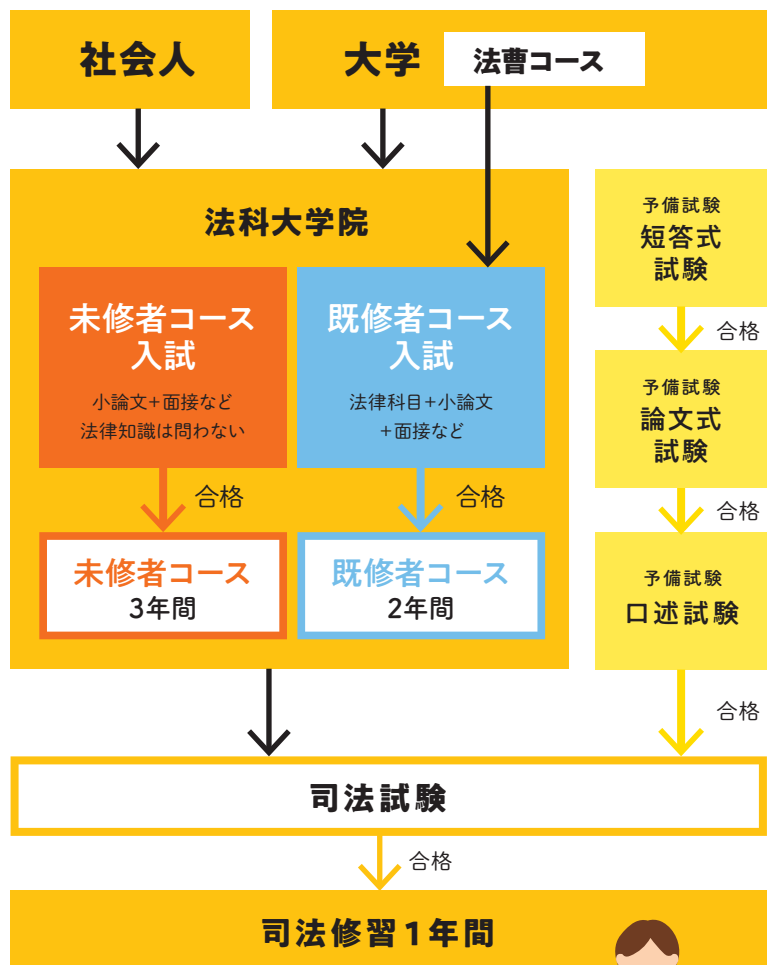 社会人
大学
法曹コース
法科大学院
未修者コース
入試
小論文+面接など
法律知識は問わない
合格
未修者コース
3年間
既修者コース
入試
法律科目+小論文
+面接など
合格
既修者コース
2年間
予備試験
短答式
試験
合格
予備試験
論文式
試験
合格
予備試験
口述試験
合格
司法試験
合格
司法修習1年間